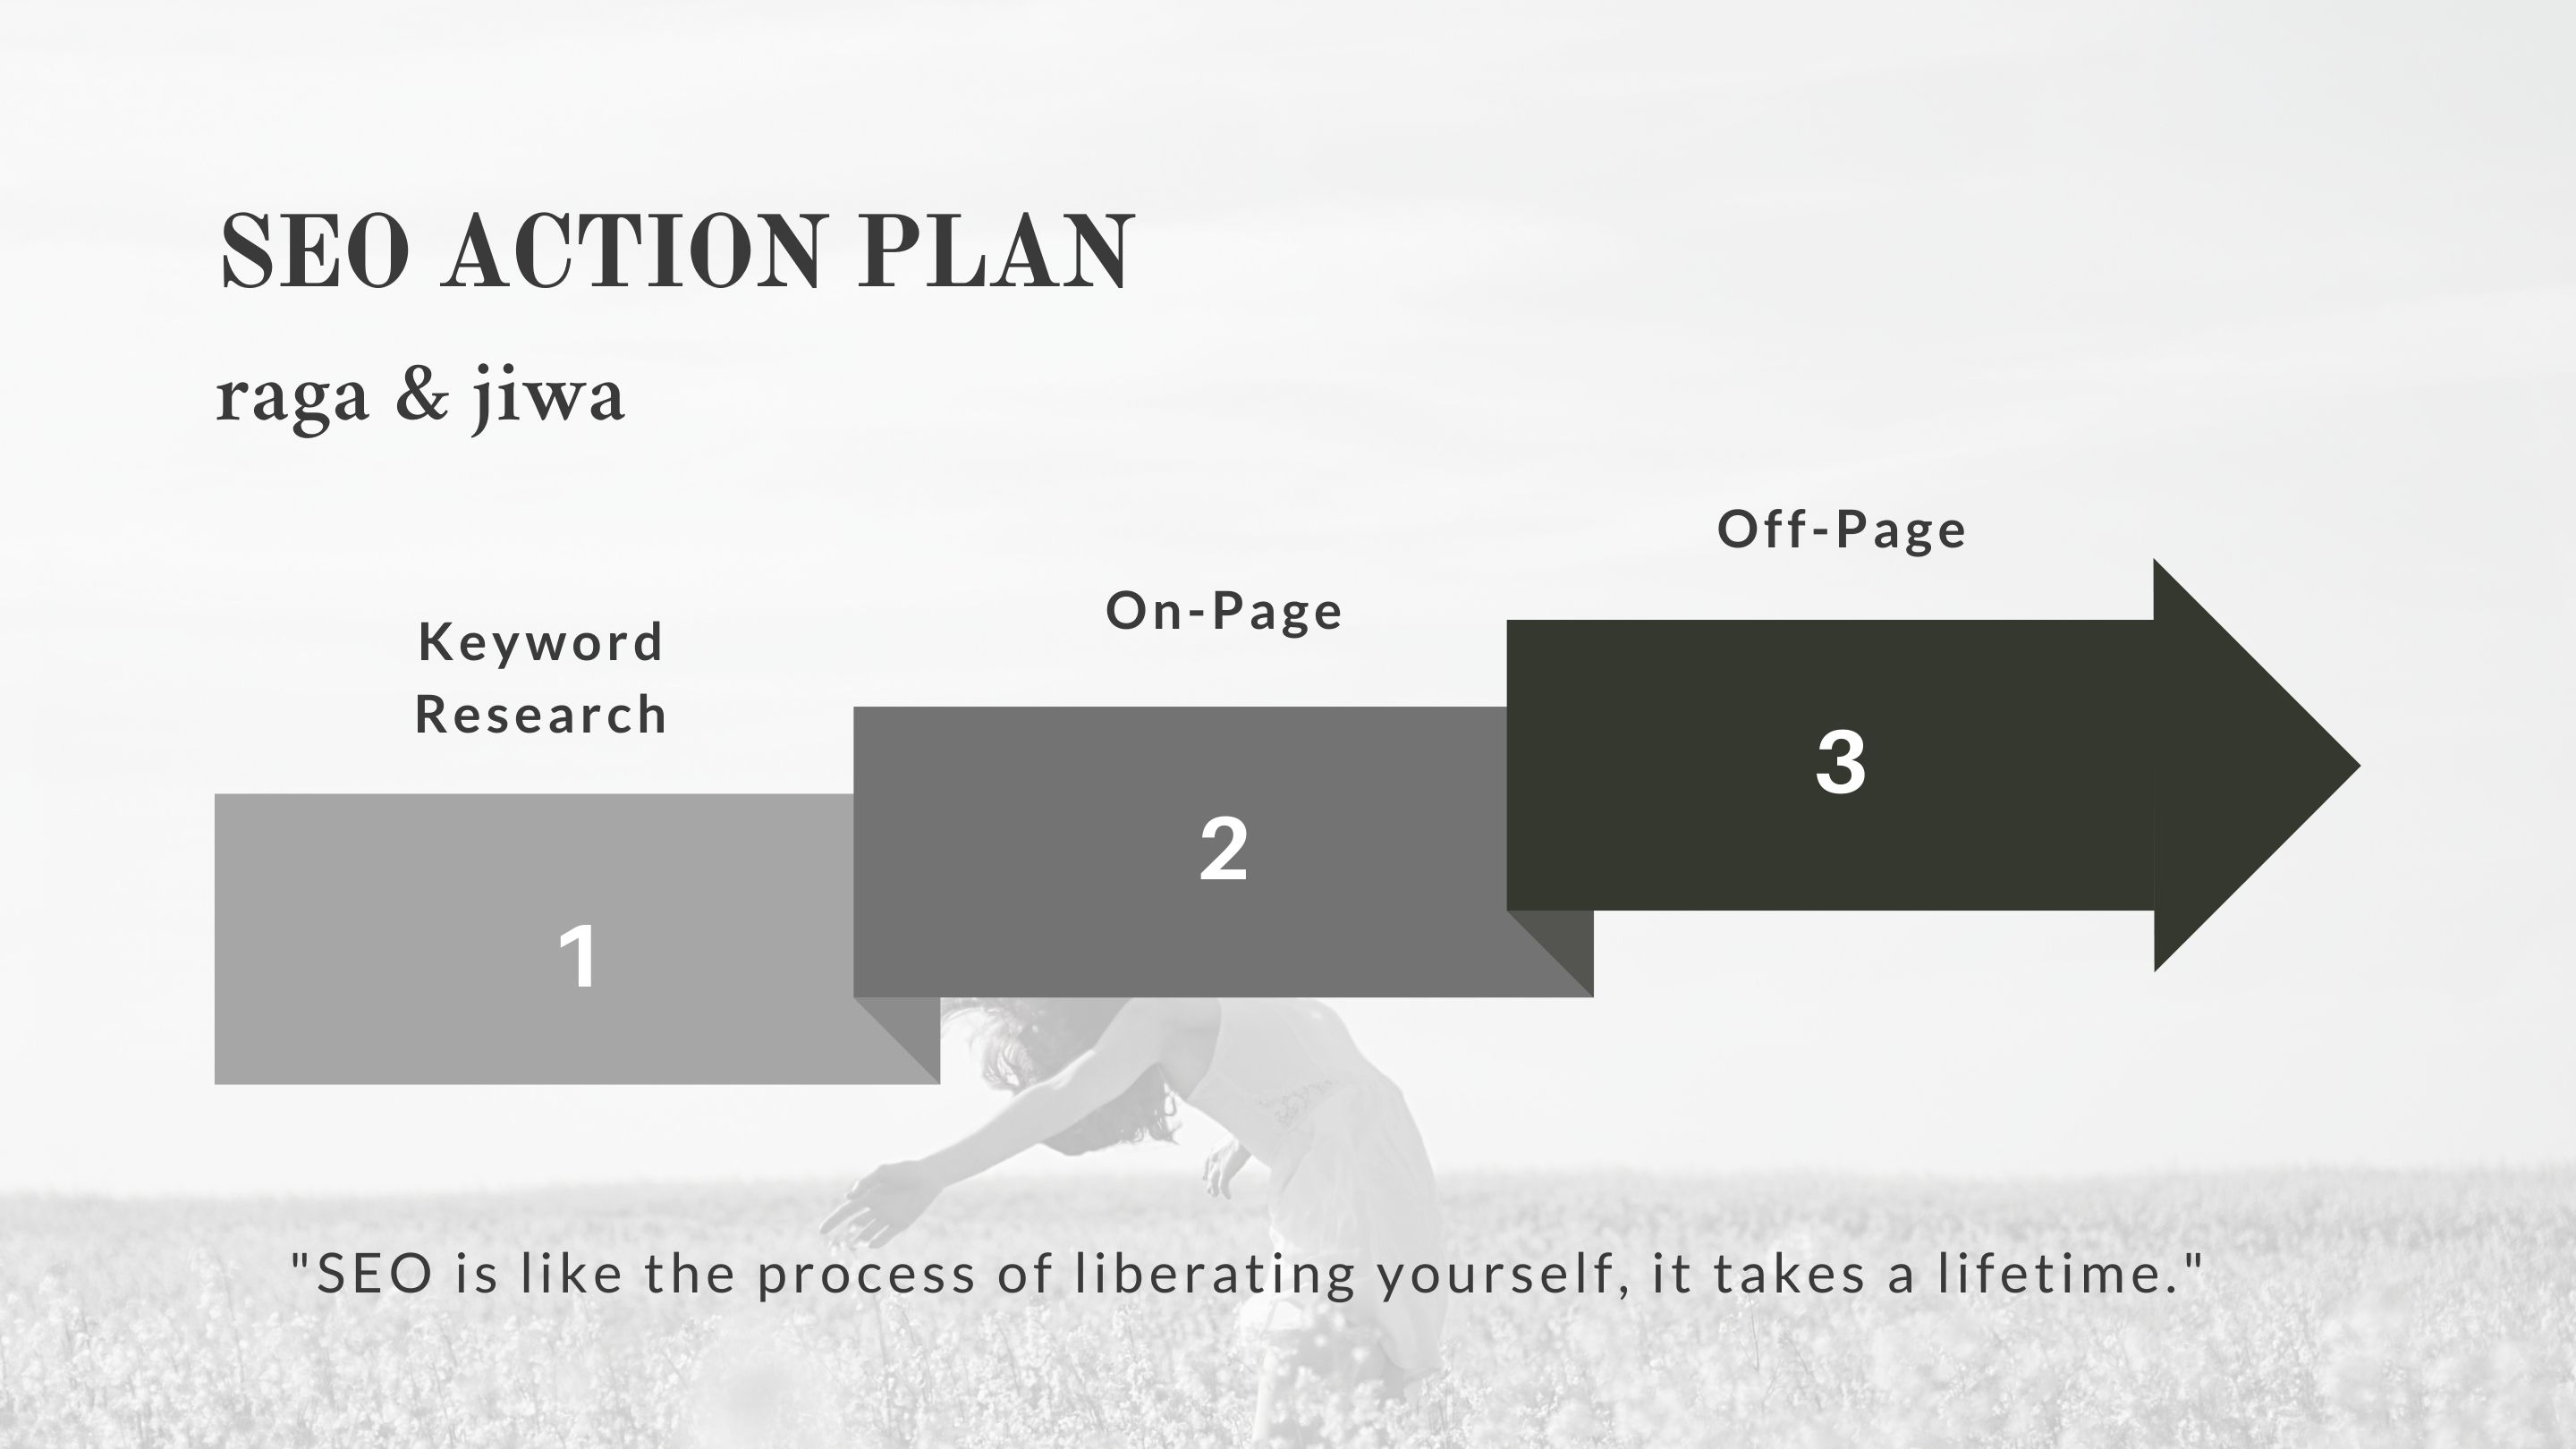 SEO ACTION PLAN
raga & jiwa
Keyword
Research
On-Page
Off-Page
1
2
3
"SEO is like the process of liberating yourself, it takes a lifetime."